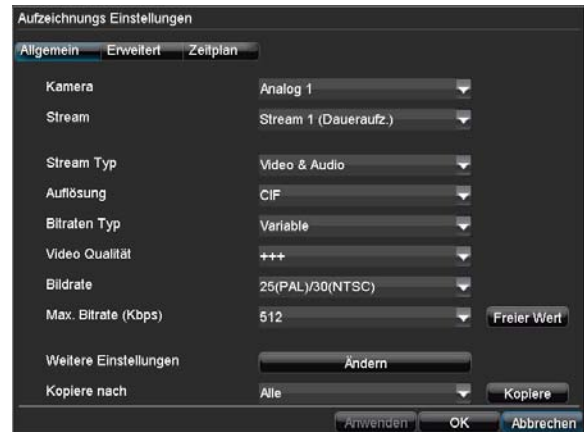 Aufzeichnungs Einstellungen
Allgemein Erweitert Zeitplan
Kamera Analog 1
Stream Stream 1 (Daueraufz.)
Stream Typ Video & Audio
Auflösung CIF
Bitraten Typ Variable
Video Qualität +++
Bildrate 25(PAL)/30(NTSC)
Max. Bitrate (Kbps) 512 Freier Wert
Weitere Einstellungen Ändern
Kopiere nach Alle Kopiere
Anwenden OK Abbrechen